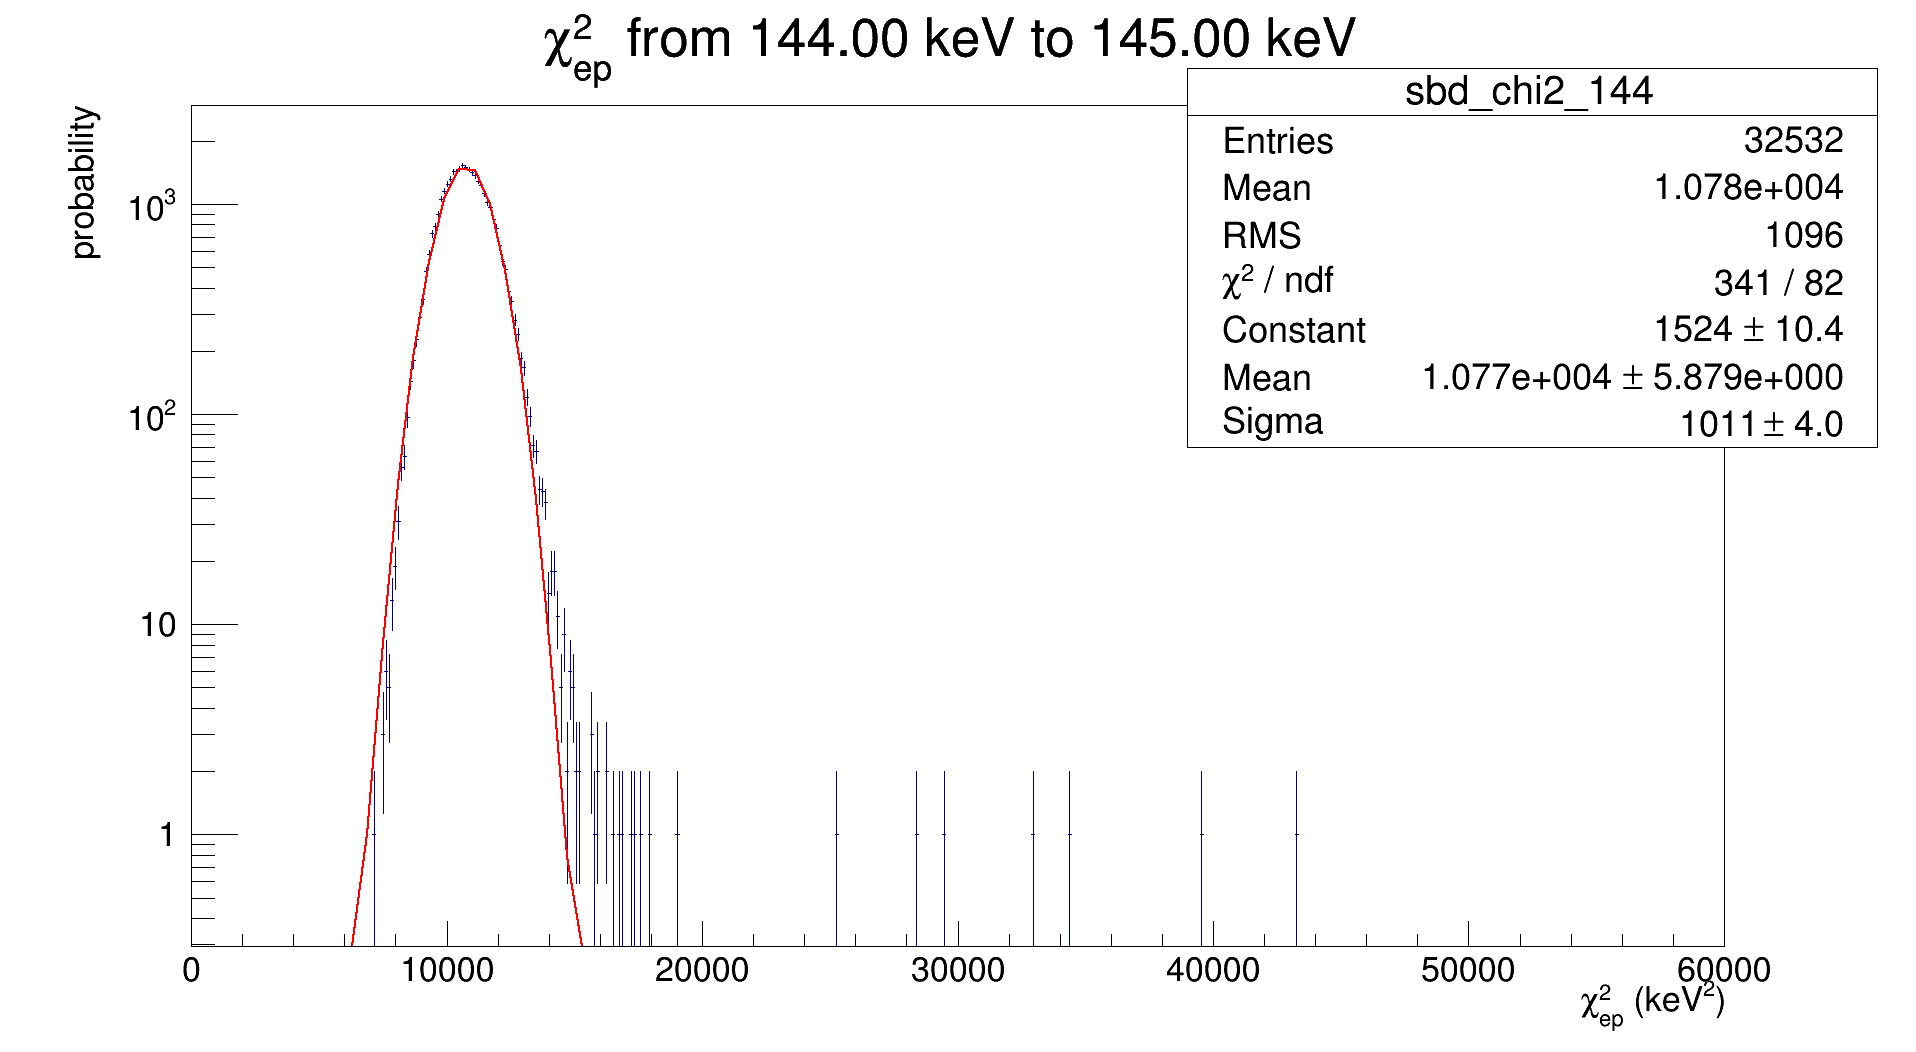 χ²ep from 144.00 keV to 145.00 keV
sbd_chi2_144
Entries 32532
Mean 1.078e+004
RMS 1096
χ² / ndf 341 / 82
Constant 1524 ± 10.4
Mean 1.077e+004 ± 5.879e+000
Sigma 1011 ± 4.0
probability
10³
10²
10
1
0 10000 20000 30000 40000 50000 60000
χ²ep (keV²)